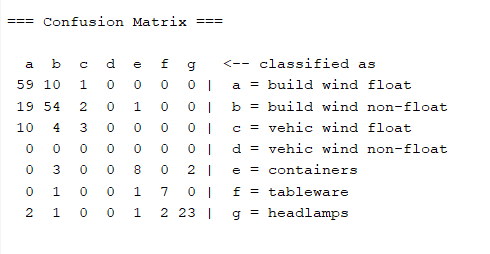 === Confusion Matrix ===
a b c d e f g <-- classified as
59 10 1 0 0 0 0 | a = build wind float
19 54 2 0 1 0 0 | b = build wind non-float
10 4 3 0 0 0 0 | c = vehic wind float
0 0 0 0 0 0 0 | d = vehic wind non-float
0 3 0 0 8 0 2 | e = containers
0 1 0 0 1 7 0 | f = tableware
2 1 0 0 1 2 23 | g = headlamps